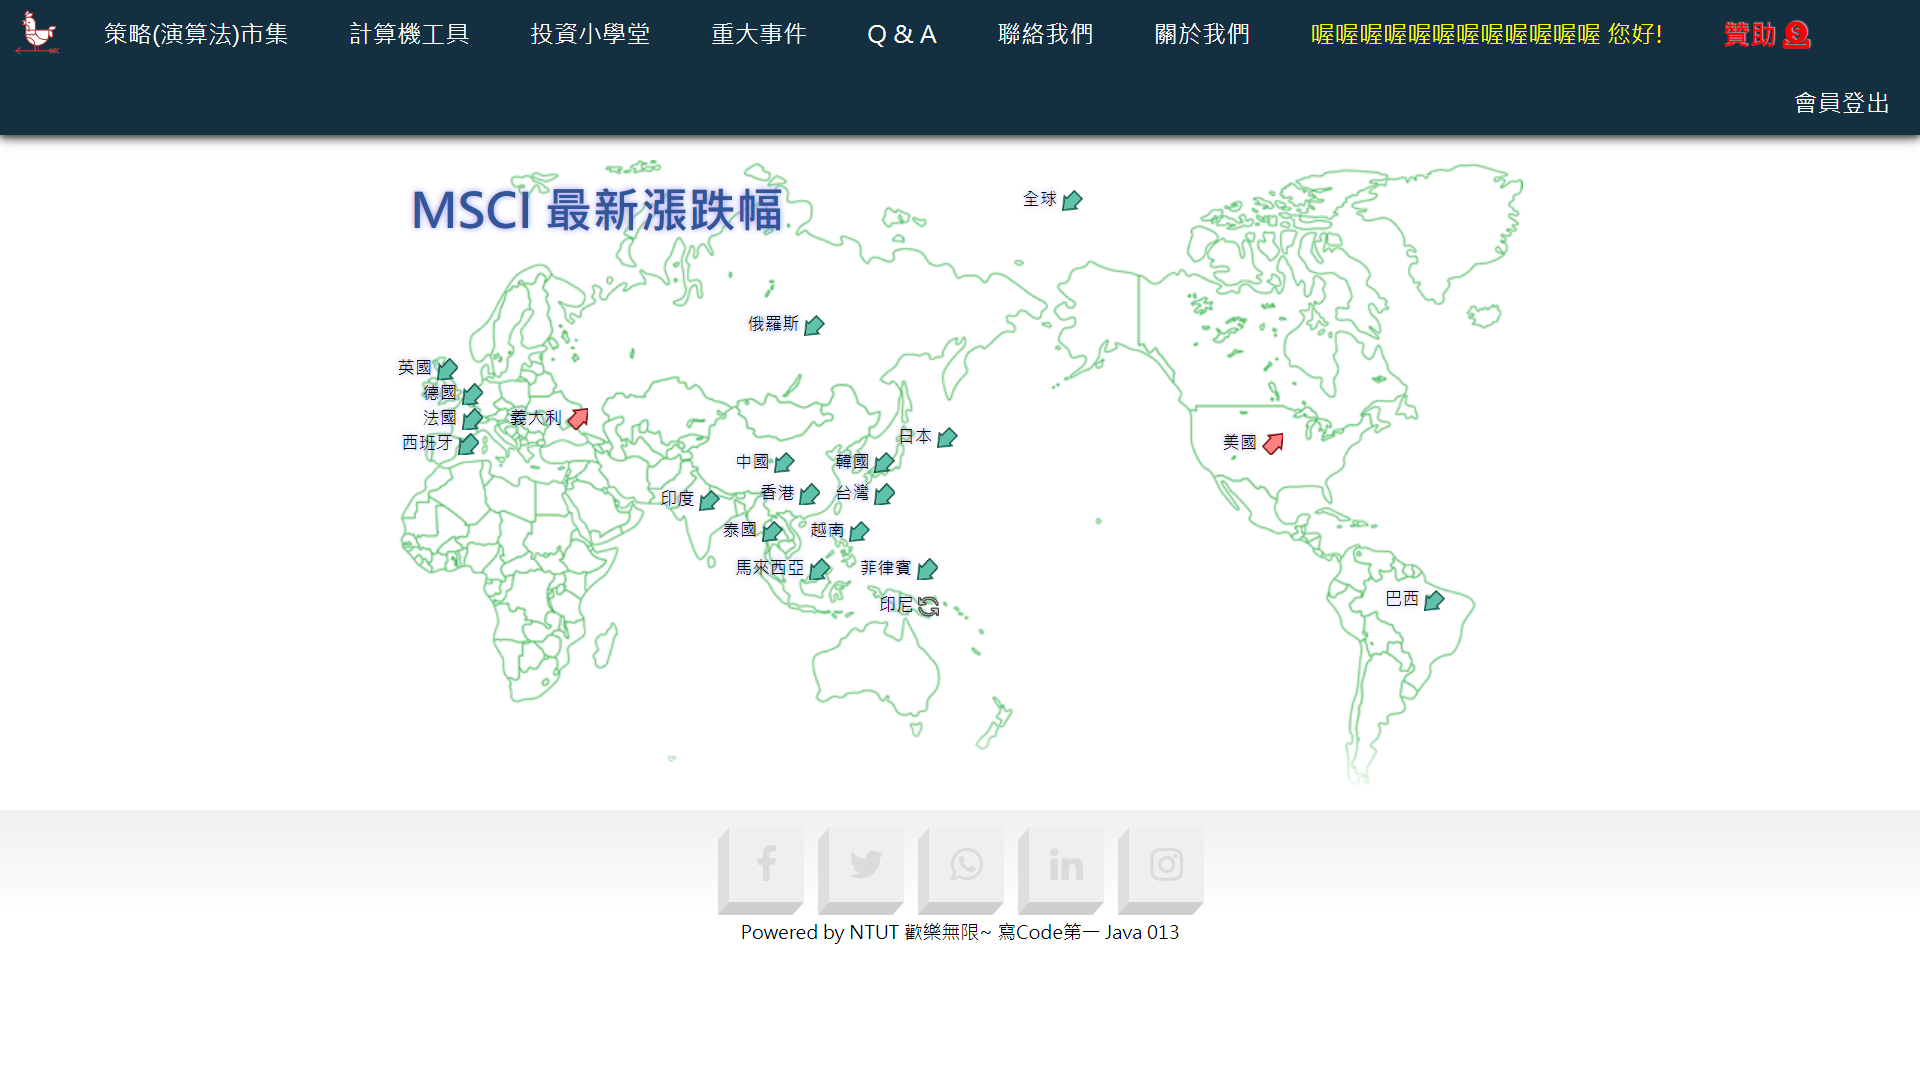 策略(演算法)市集 計算機工具 投資小學堂 重大事件 Q & A 聯絡我們 關於我們 喔喔喔喔喔喔喔喔喔喔喔喔 您好! 贊助
會員登出
MSCI 最新漲跌幅
全球
俄羅斯
英國
德國
法國 義大利
西班牙
日本
美國
中國 韓國
印度 香港 台灣
泰國 越南
馬來西亞 菲律賓
印尼
巴西
Powered by NTUT 歡樂無限~ 寫Code第一 Java 013